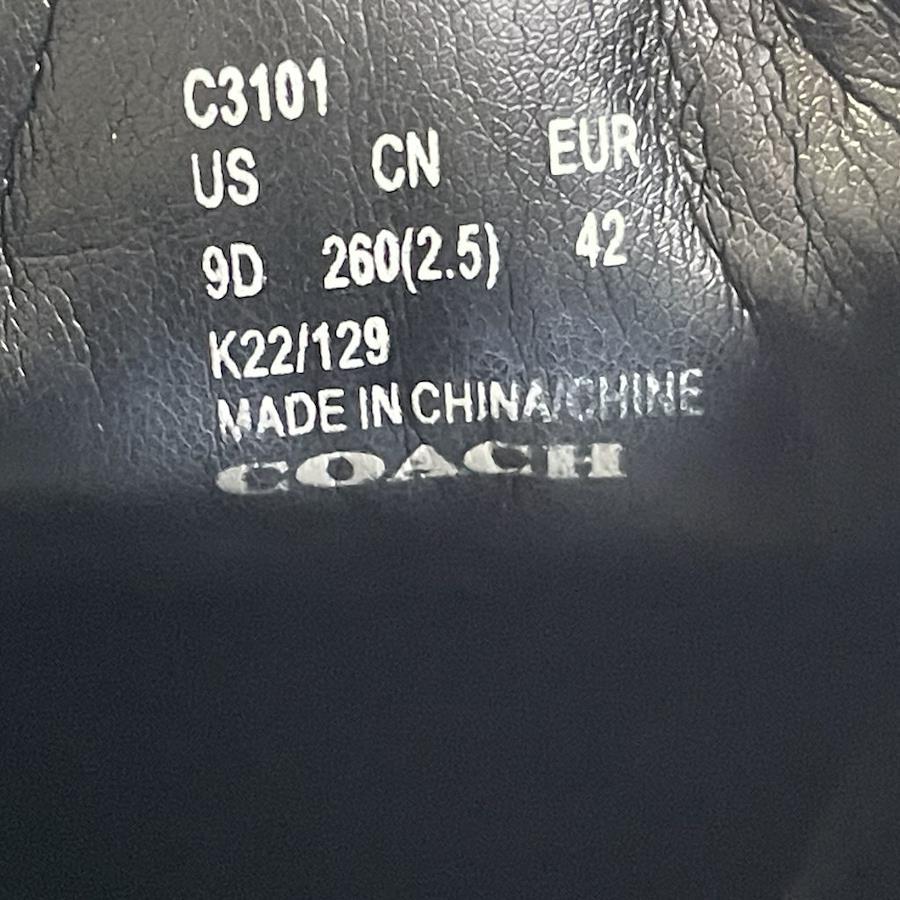 C3101
US CN EUR
9D 260(2.5) 42
K22/129
MADE IN CHINA/CHINE
COACH